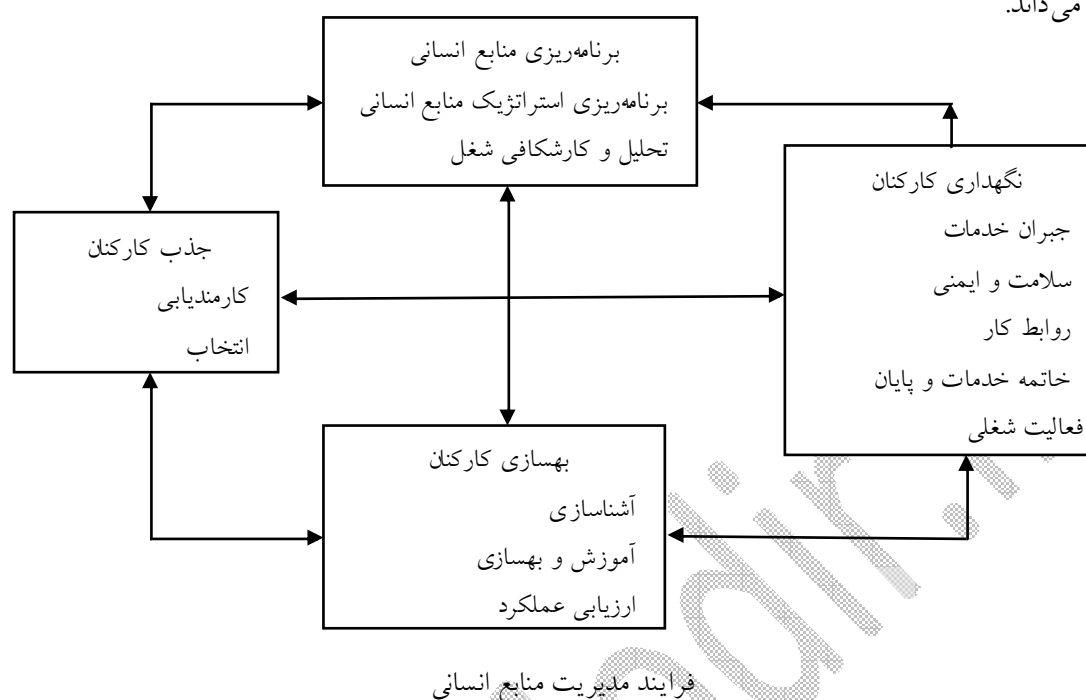 می‌داند.
برنامه‌ریزی منابع انسانی
برنامه‌ریزی استراتژیک منابع انسانی
تحلیل و کارشکافی شغل
نگهداری کارکنان
جبران خدمات
سلامت و ایمنی
روابط کار
خاتمه خدمات و پایان
فعالیت شغلی
جذب کارکنان
کارمندیابی
انتخاب
بهسازی کارکنان
آشناسازی
آموزش و بهسازی
ارزیابی عملکرد
فرایند مدیریت منابع انسانی